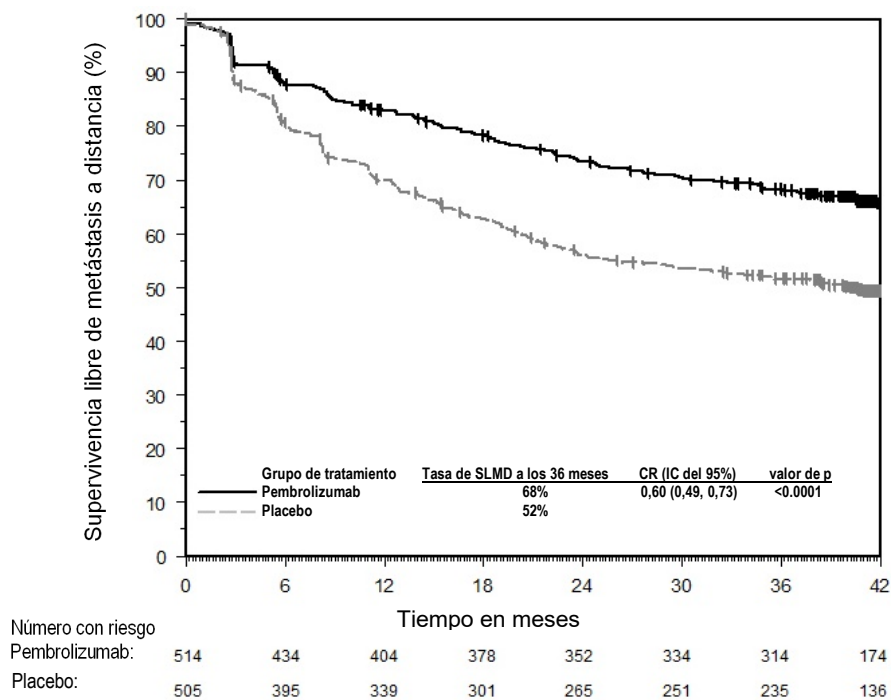 Supervivencia libre de metástasis a distancia (%)
100
90
80
70
60
50
40
30
20
10
0
Grupo de tratamiento Tasa de SLMD a los 36 meses CR (IC del 95%) valor de p
Pembrolizumab 68% 0,60 (0,49, 0,73) <0.0001
Placebo 52%
0 6 12 18 24 30 36 42
Tiempo en meses
Número con riesgo
Pembrolizumab: 514 434 404 378 352 334 314 174
Placebo: 505 395 339 301 265 251 235 136